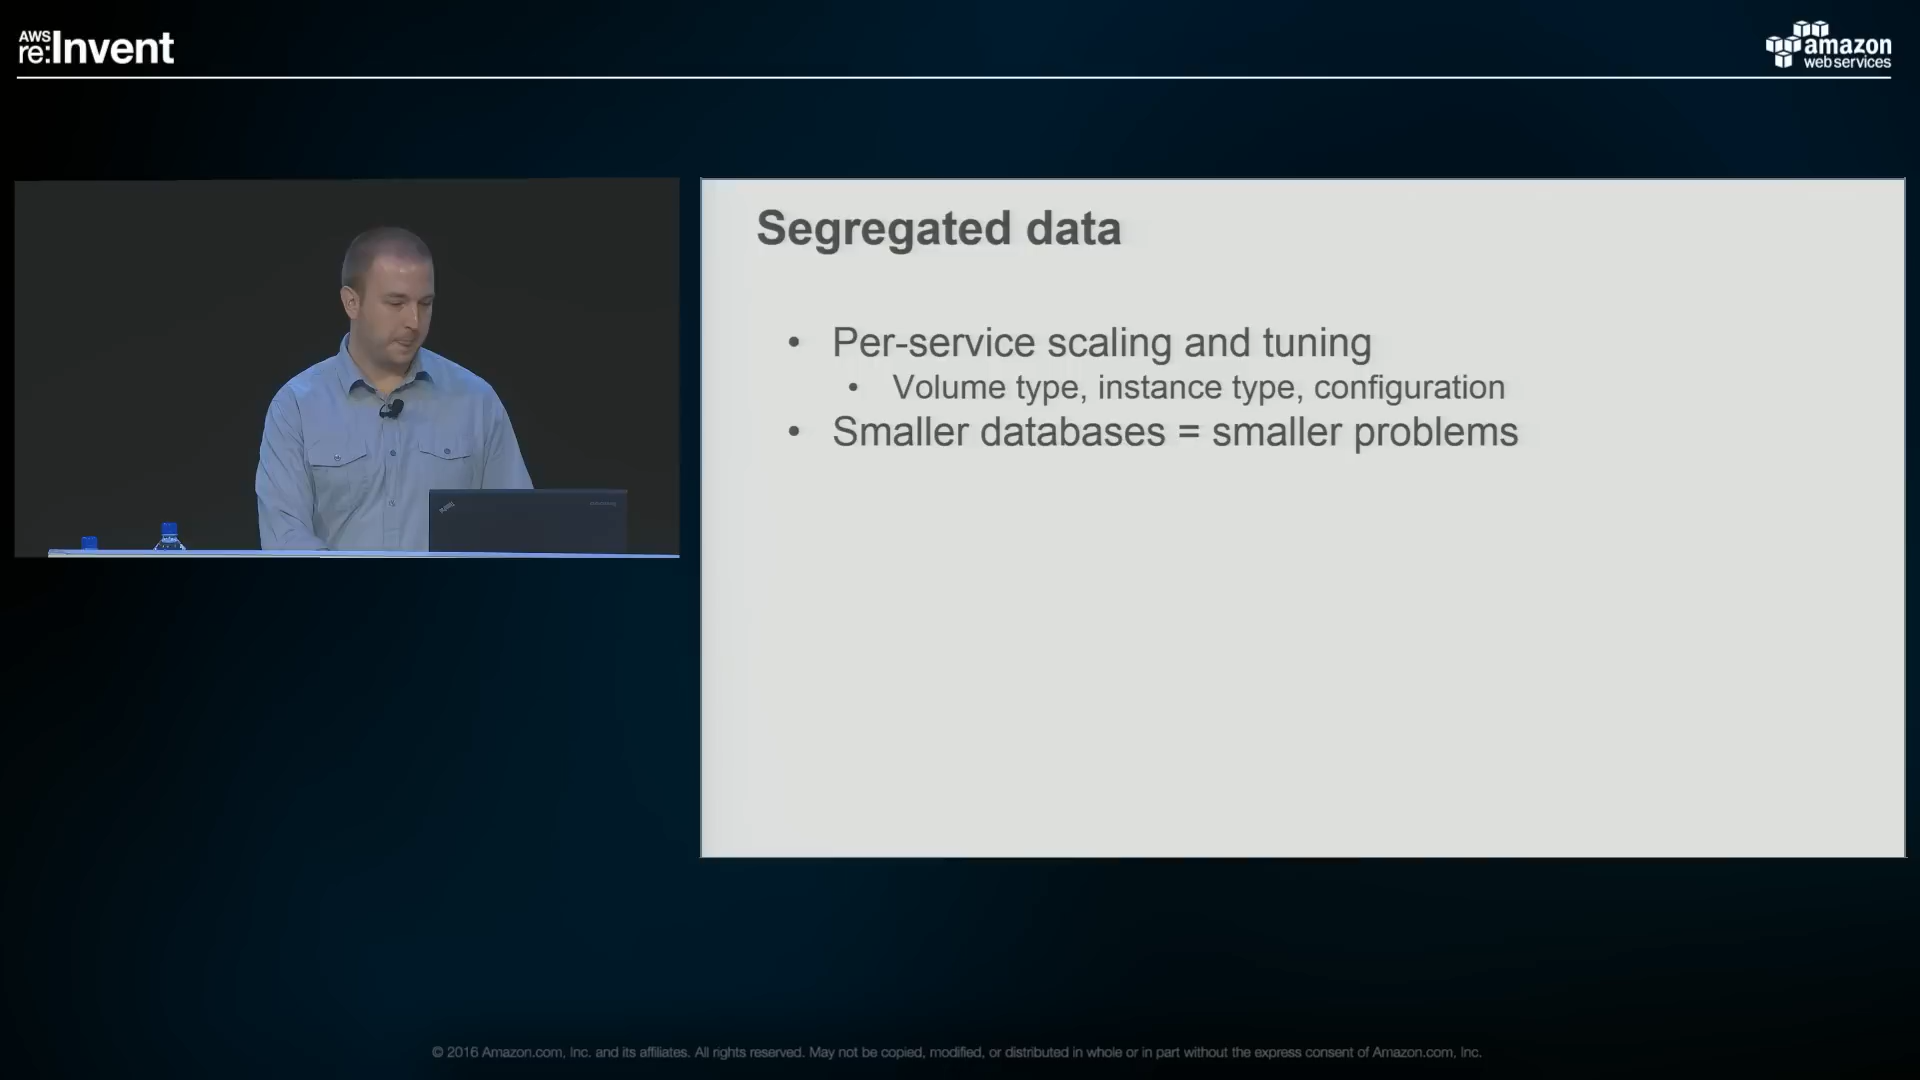 AWS
re:Invent
amazon
web services
Segregated data
• Per-service scaling and tuning
• Volume type, instance type, configuration
• Smaller databases = smaller problems
© 2016 Amazon.com, Inc. and its affiliates. All rights reserved. May not be copied, modified, or distributed in whole or in part without the express consent of Amazon.com, Inc.